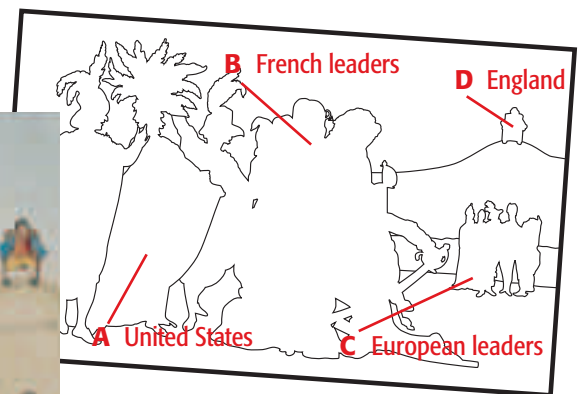 B French leaders
D England
A United States
C European leaders